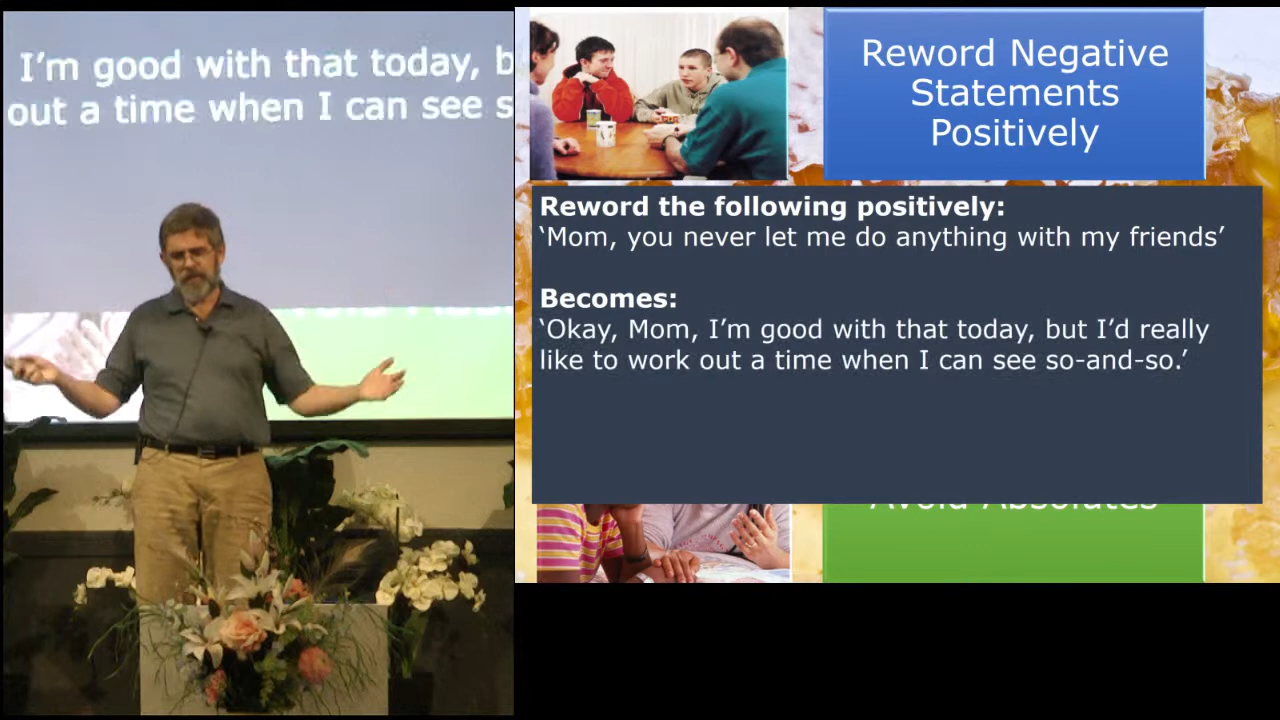 I'm good with that today, b
out a time when I can see s
Reword Negative
Statements
Positively
Reword the following positively:
‘Mom, you never let me do anything with my friends’
Becomes:
‘Okay, Mom, I’m good with that today, but I’d really
like to work out a time when I can see so-and-so.’
Avoid Absolutes